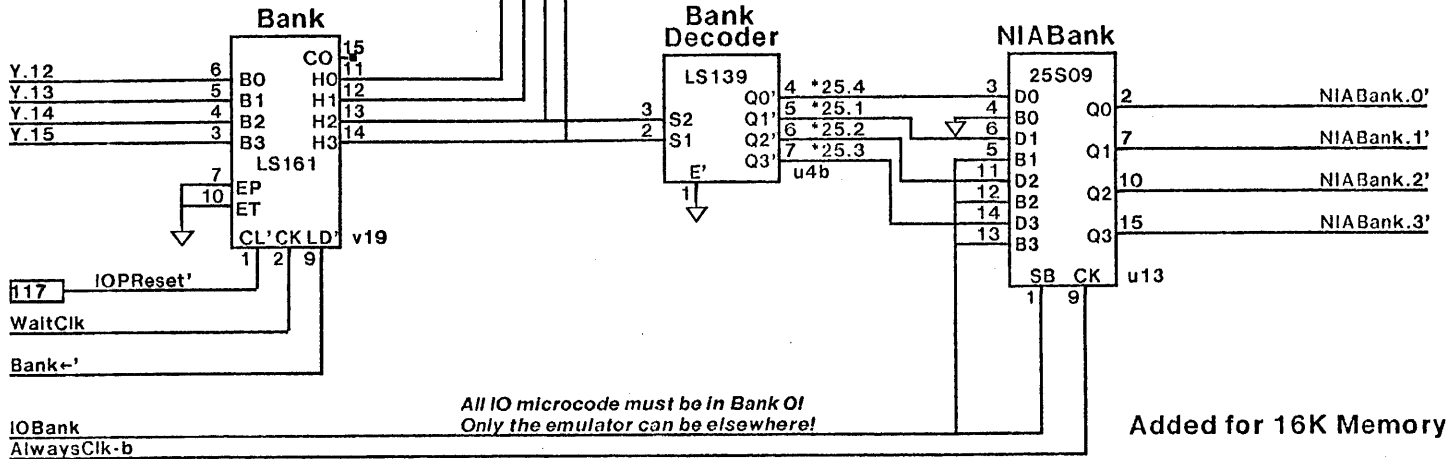 Bank
Bank
Decoder
NIABank
CO 15
Y.12 6 B0 H0 11
Y.13 5 B1 H1 12
Y.14 4 B2 H2 13
Y.15 3 B3 H3 14
LS161
7 EP
10 ET
CL' CK LD' v19
1 2 9
LS139
3 S2
2 S1
Q0' 4 *25.4
Q1' 5 *25.1
Q2' 6 *25.2
Q3' 7 *25.3
E'
1
u4b
25S09
3 D0
4 B0
6 D1
5 B1
11 D2
12 B2
14 D3
13 B3
Q0 2 NIABank.0'
Q1 7 NIABank.1'
Q2 10 NIABank.2'
Q3 15 NIABank.3'
SB CK u13
1 9
117 IOPReset'
WaitClk
Bank←'
All IO microcode must be in Bank 0!
Only the emulator can be elsewhere!
IOBank
AlwaysClk-b
Added for 16K Memory